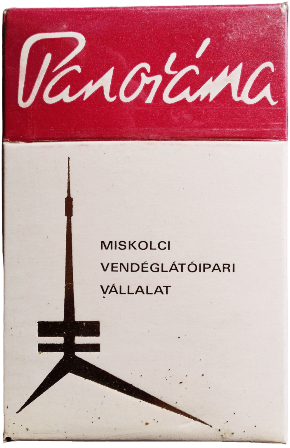 Panoráma
MISKOLCI
VENDÉGLÁTÓIPARI
VÁLLALAT